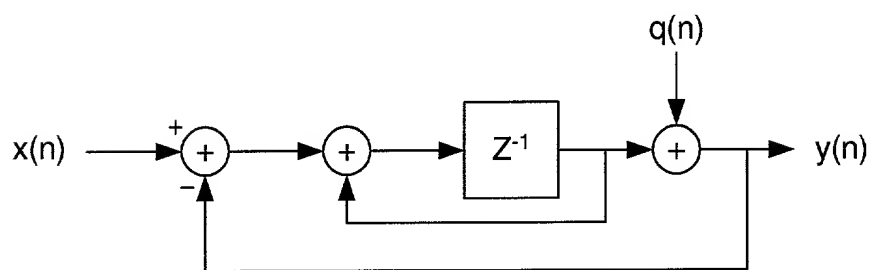 q(n)
x(n)
+
+
+
Z⁻¹
+
y(n)
−